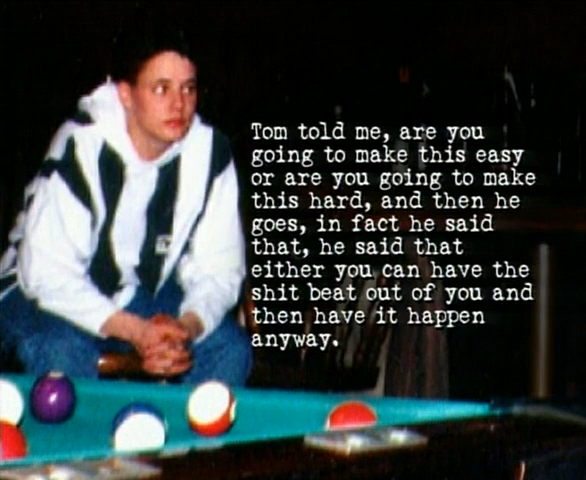 Tom told me, are you
going to make this easy
or are you going to make
this hard, and then he
goes, in fact he said
that, he said that
either you can have the
shit beat out of you and
then have it happen
anyway.